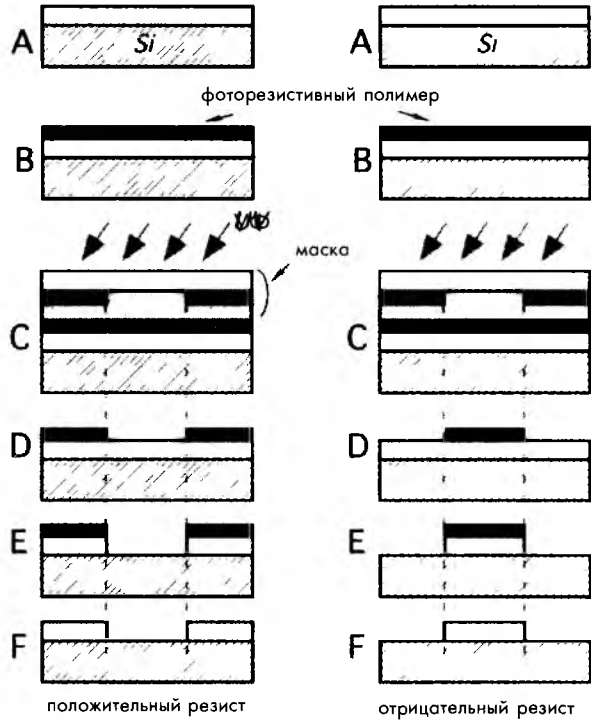 A
Si
A
Si
фоторезистивный полимер
B
B
маска
C
C
D
D
E
E
F
F
положительный резист
отрицательный резист